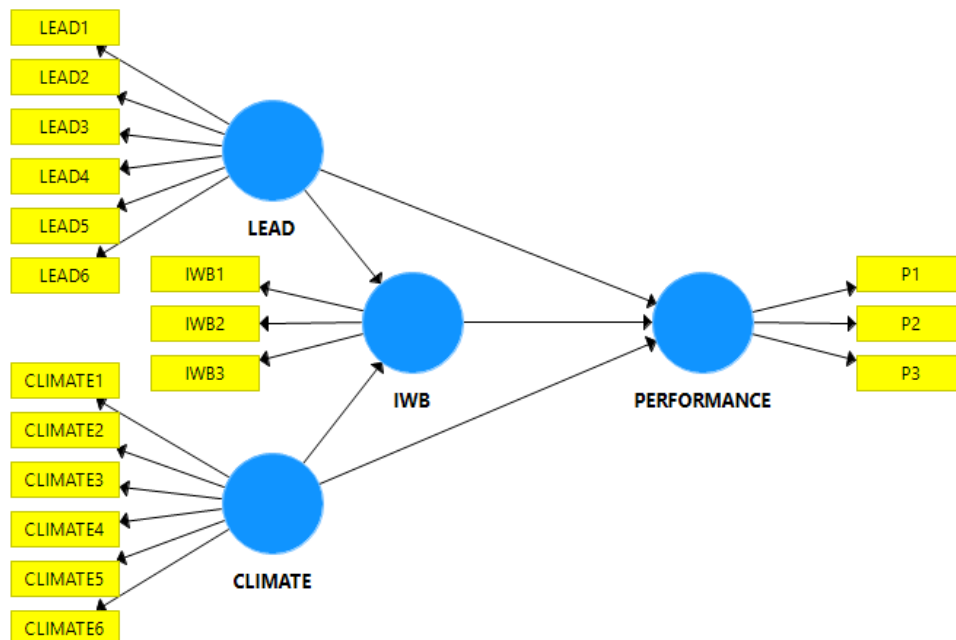 LEAD1
LEAD2
LEAD3
LEAD4
LEAD5
LEAD6
LEAD
IWB1
IWB2
IWB3
IWB
P1
P2
P3
PERFORMANCE
CLIMATE1
CLIMATE2
CLIMATE3
CLIMATE4
CLIMATE5
CLIMATE6
CLIMATE